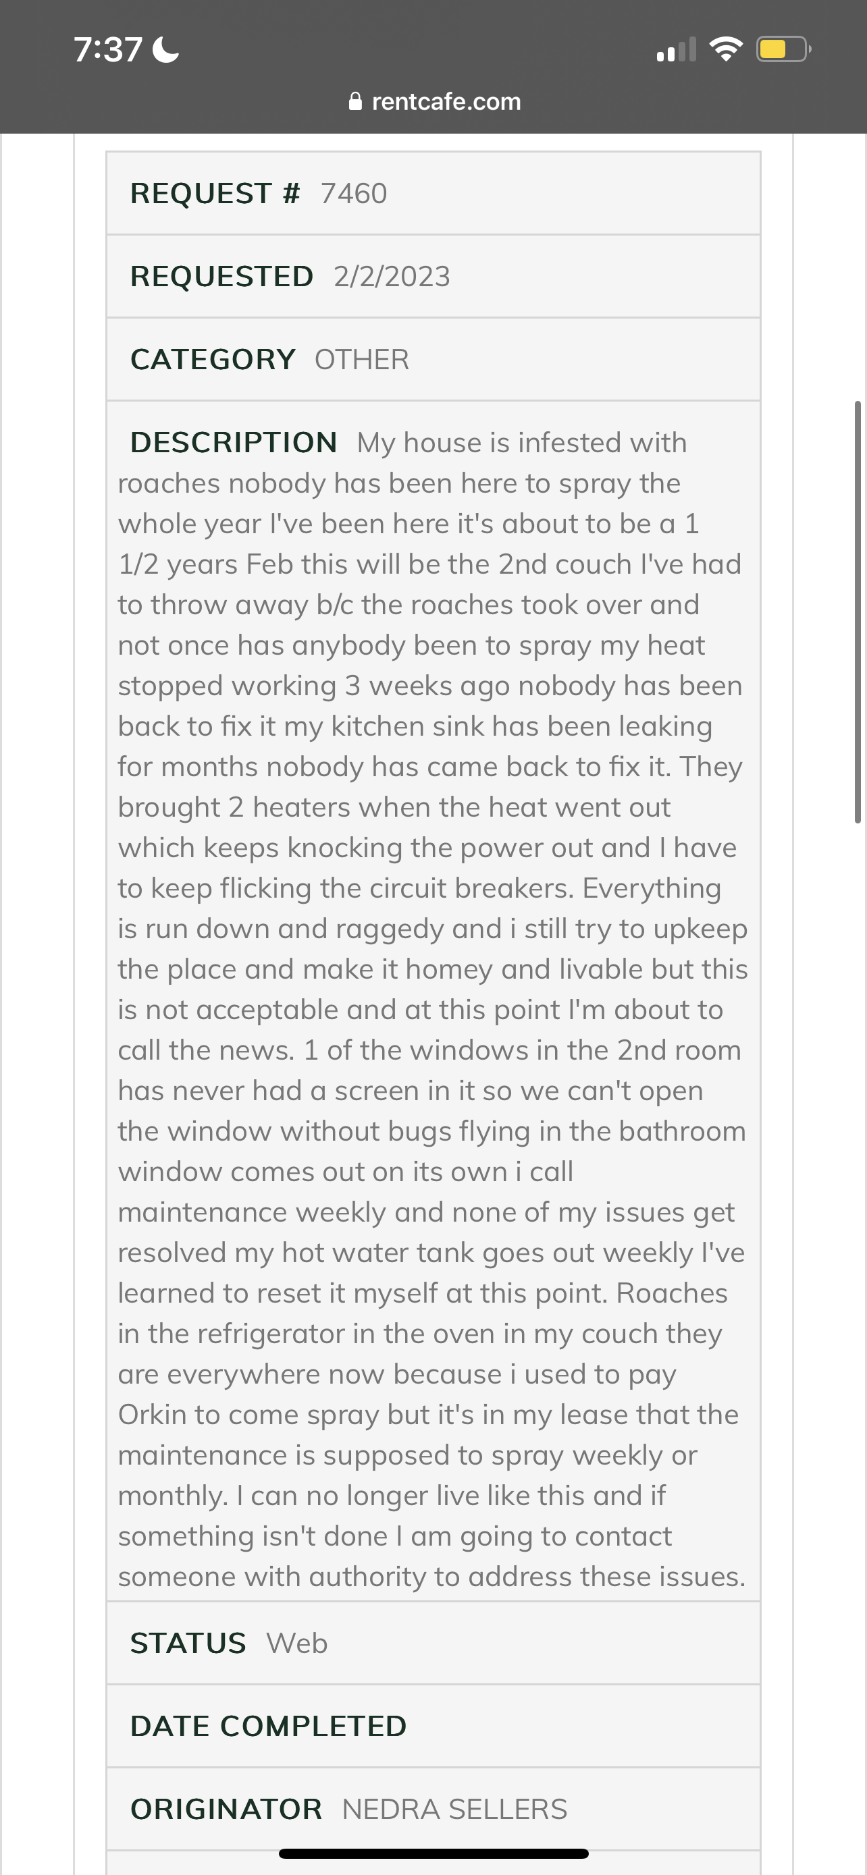 7:37
rentcafe.com
REQUEST # 7460
REQUESTED 2/2/2023
CATEGORY OTHER
DESCRIPTION My house is infested with
roaches nobody has been here to spray the
whole year I've been here it's about to be a 1
1/2 years Feb this will be the 2nd couch I've had
to throw away b/c the roaches took over and
not once has anybody been to spray my heat
stopped working 3 weeks ago nobody has been
back to fix it my kitchen sink has been leaking
for months nobody has came back to fix it. They
brought 2 heaters when the heat went out
which keeps knocking the power out and I have
to keep flicking the circuit breakers. Everything
is run down and raggedy and i still try to upkeep
the place and make it homey and livable but this
is not acceptable and at this point I'm about to
call the news. 1 of the windows in the 2nd room
has never had a screen in it so we can't open
the window without bugs flying in the bathroom
window comes out on its own i call
maintenance weekly and none of my issues get
resolved my hot water tank goes out weekly I've
learned to reset it myself at this point. Roaches
in the refrigerator in the oven in my couch they
are everywhere now because i used to pay
Orkin to come spray but it's in my lease that the
maintenance is supposed to spray weekly or
monthly. I can no longer live like this and if
something isn't done I am going to contact
someone with authority to address these issues.
STATUS Web
DATE COMPLETED
ORIGINATOR NEDRA SELLERS